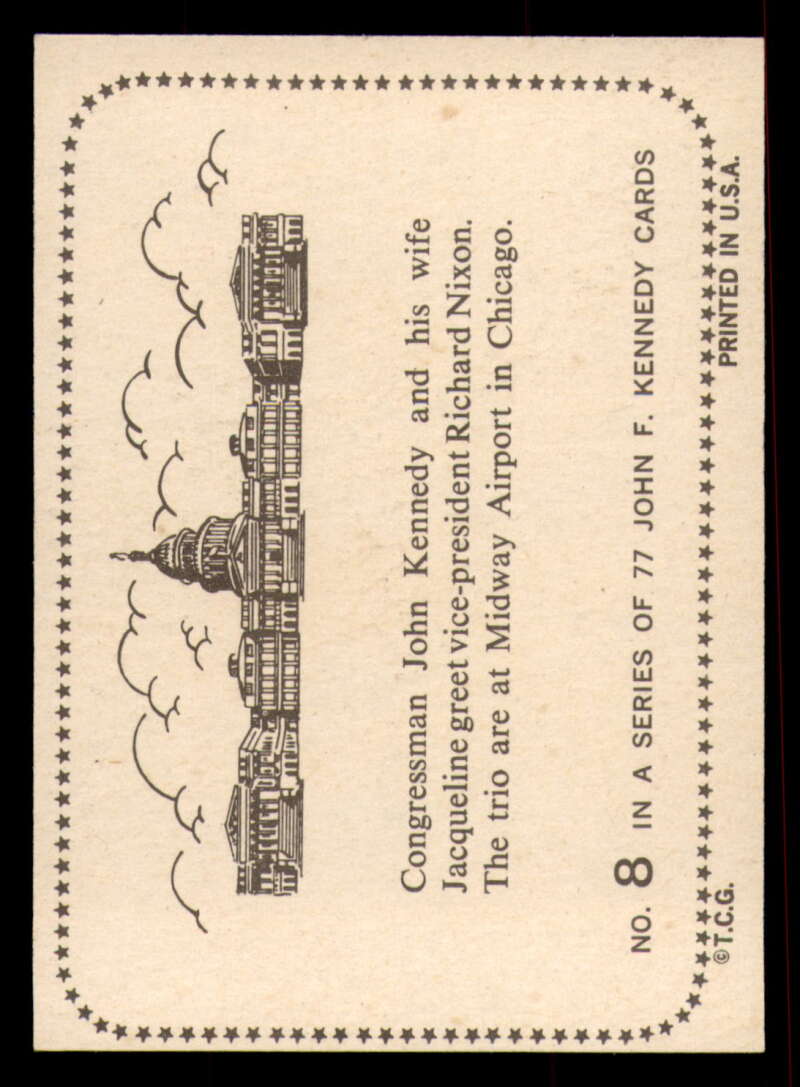 Congressman John Kennedy and his wife
Jacqueline greet vice-president Richard Nixon.
The trio are at Midway Airport in Chicago.
NO. 8 IN A SERIES OF 77 JOHN F. KENNEDY CARDS
© T.C.G. PRINTED IN U.S.A.